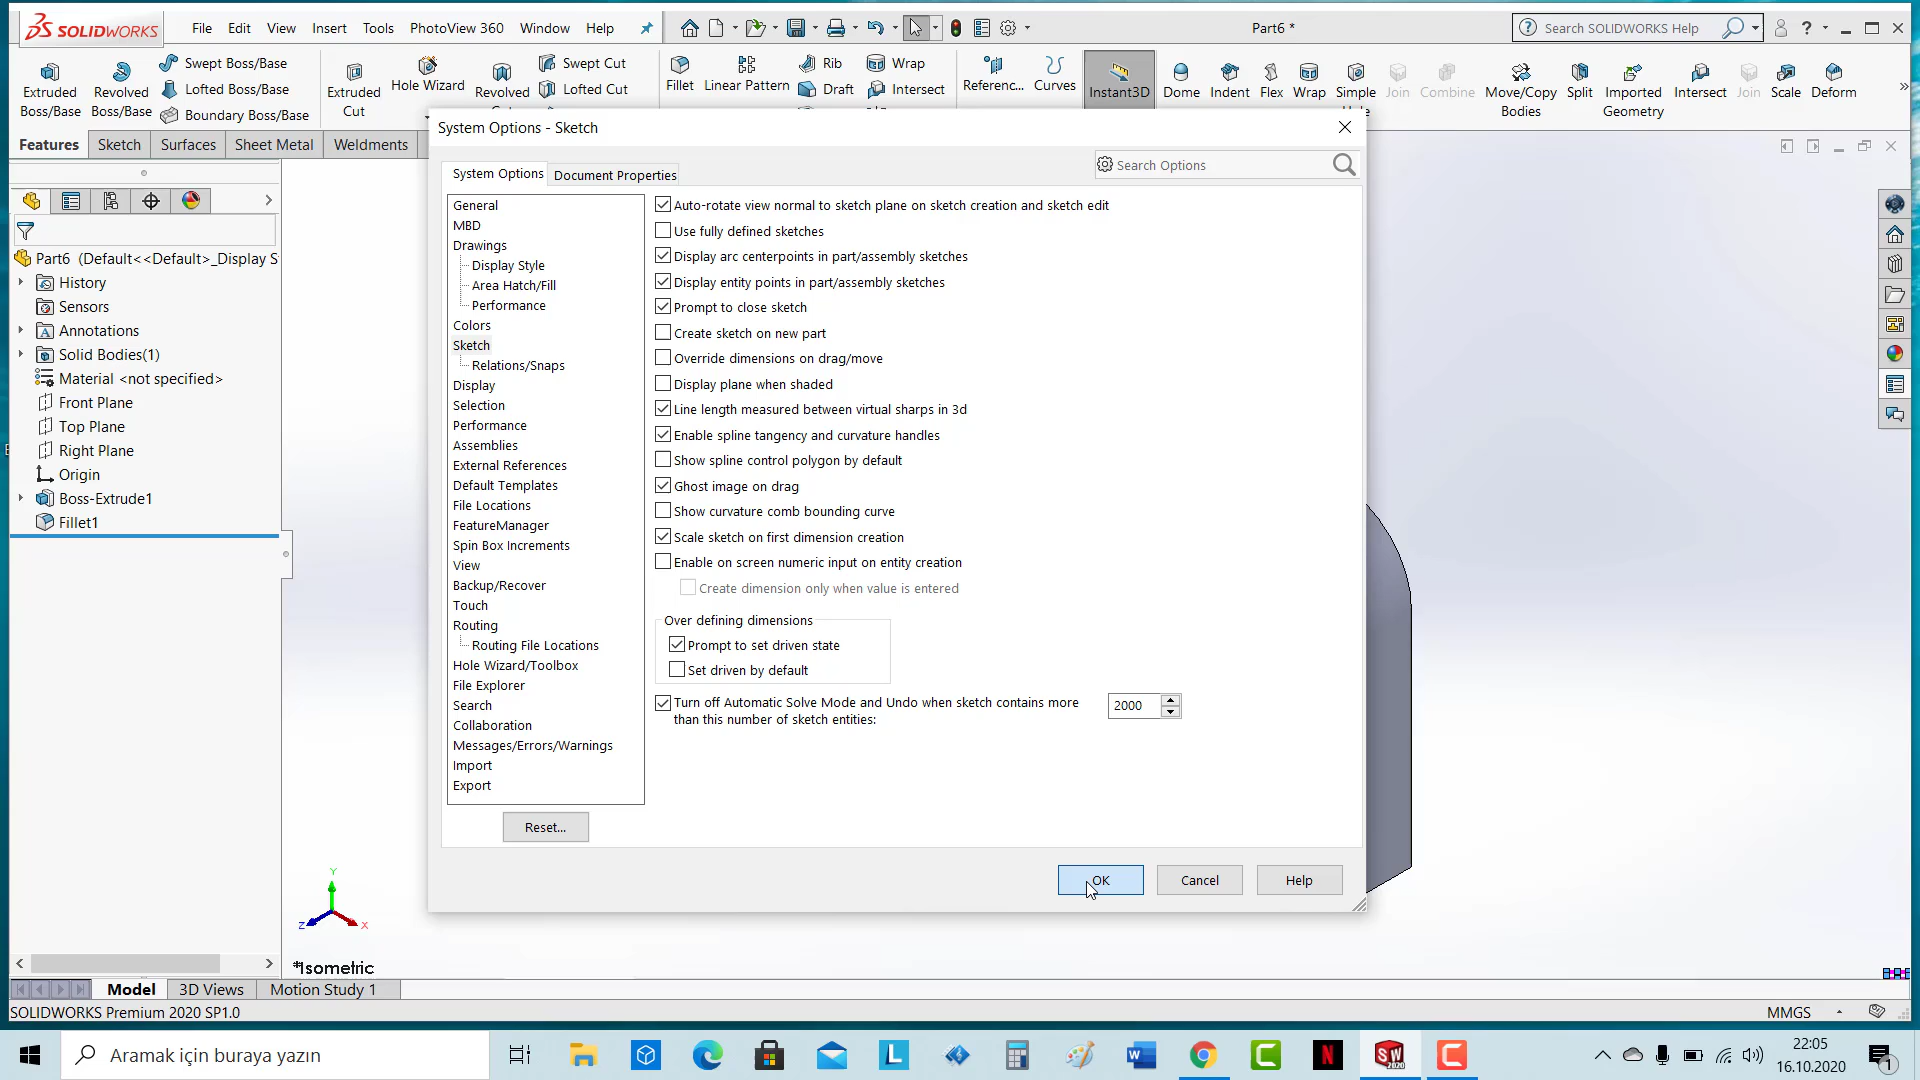 SOLIDWORKS File Edit View Insert Tools PhotoView 360 Window Help Part6 * Search SOLIDWORKS Help
Extruded Boss/Base
Revolved Boss/Base
Swept Boss/Base
Lofted Boss/Base
Boundary Boss/Base
Extruded Cut
Hole Wizard
Revolved
Swept Cut
Lofted Cut
Fillet
Linear Pattern
Rib
Draft
Wrap
Intersect
Referenc...
Curves
Instant3D
Dome
Indent
Flex
Wrap
Simple
Join
Combine
Move/Copy Bodies
Split
Imported Geometry
Intersect
Join
Scale
Deform
Features Sketch Surfaces Sheet Metal Weldments
Part6 (Default<<Default>_Display S
History
Sensors
Annotations
Solid Bodies(1)
Material <not specified>
Front Plane
Top Plane
Right Plane
Origin
Boss-Extrude1
Fillet1
System Options - Sketch
System Options Document Properties
Search Options
General
MBD
Drawings
Display Style
Area Hatch/Fill
Performance
Colors
Sketch
Relations/Snaps
Display
Selection
Performance
Assemblies
External References
Default Templates
File Locations
FeatureManager
Spin Box Increments
View
Backup/Recover
Touch
Routing
Routing File Locations
Hole Wizard/Toolbox
File Explorer
Search
Collaboration
Messages/Errors/Warnings
Import
Export
Reset...
Auto-rotate view normal to sketch plane on sketch creation and sketch edit
Use fully defined sketches
Display arc centerpoints in part/assembly sketches
Display entity points in part/assembly sketches
Prompt to close sketch
Create sketch on new part
Override dimensions on drag/move
Display plane when shaded
Line length measured between virtual sharps in 3d
Enable spline tangency and curvature handles
Show spline control polygon by default
Ghost image on drag
Show curvature comb bounding curve
Scale sketch on first dimension creation
Enable on screen numeric input on entity creation
Create dimension only when value is entered
Over defining dimensions
Prompt to set driven state
Set driven by default
Turn off Automatic Solve Mode and Undo when sketch contains more
than this number of sketch entities:
2000
OK Cancel Help
Y
Z X
*Isometric
Model 3D Views Motion Study 1
SOLIDWORKS Premium 2020 SP1.0 MMGS
Aramak için buraya yazın
22:05
16.10.2020
1